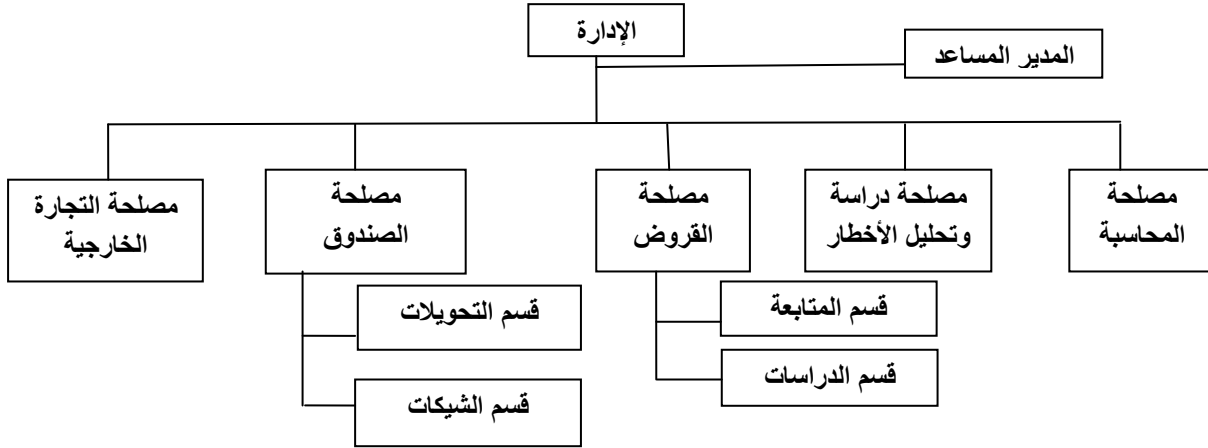 الإدارة
المدير المساعد
مصلحة
المحاسبة
مصلحة دراسة
وتحليل الأخطار
مصلحة
القروض
مصلحة
الصندوق
مصلحة التجارة
الخارجية
قسم المتابعة
قسم الدراسات
قسم التحويلات
قسم الشيكات